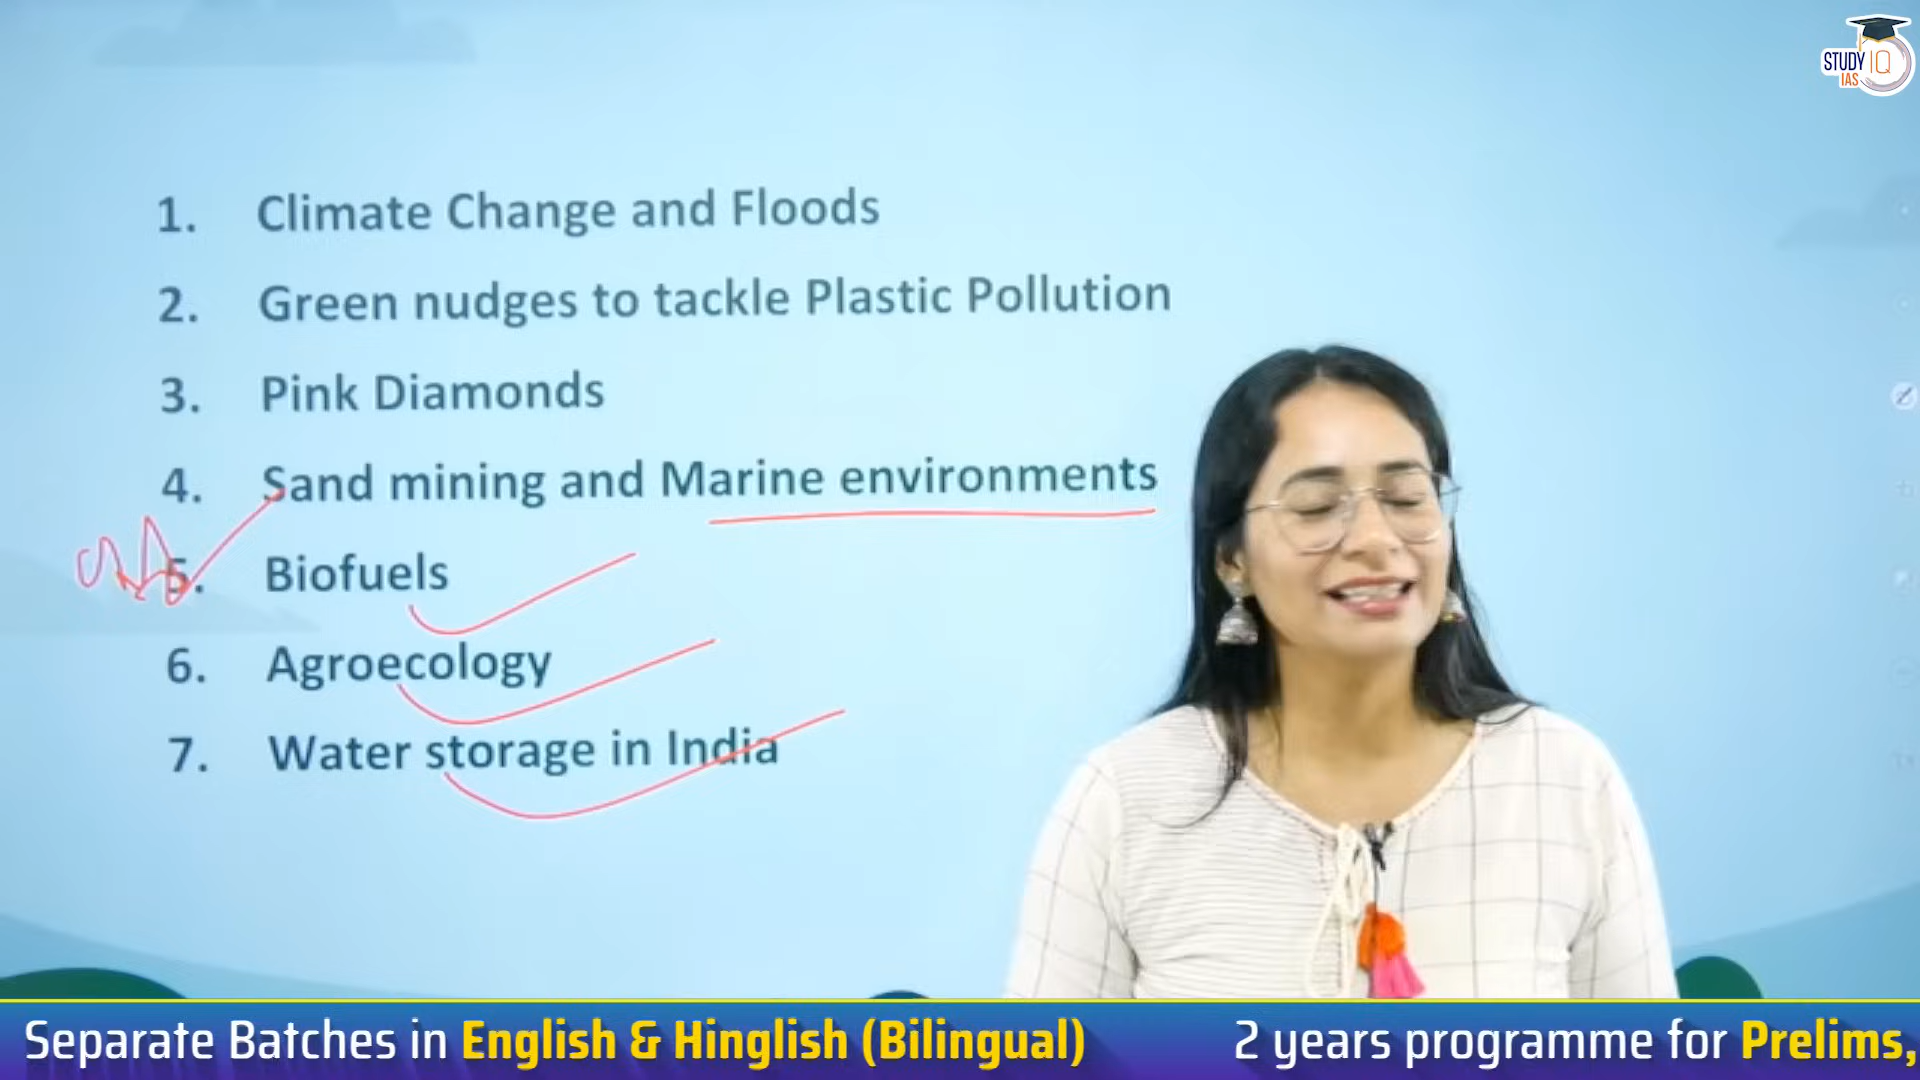 STUDY IQ
IAS
1. Climate Change and Floods
2. Green nudges to tackle Plastic Pollution
3. Pink Diamonds
4. Sand mining and Marine environments
5. Biofuels
6. Agroecology
7. Water storage in India
Separate Batches in English & Hinglish (Bilingual) 2 years programme for Prelims,